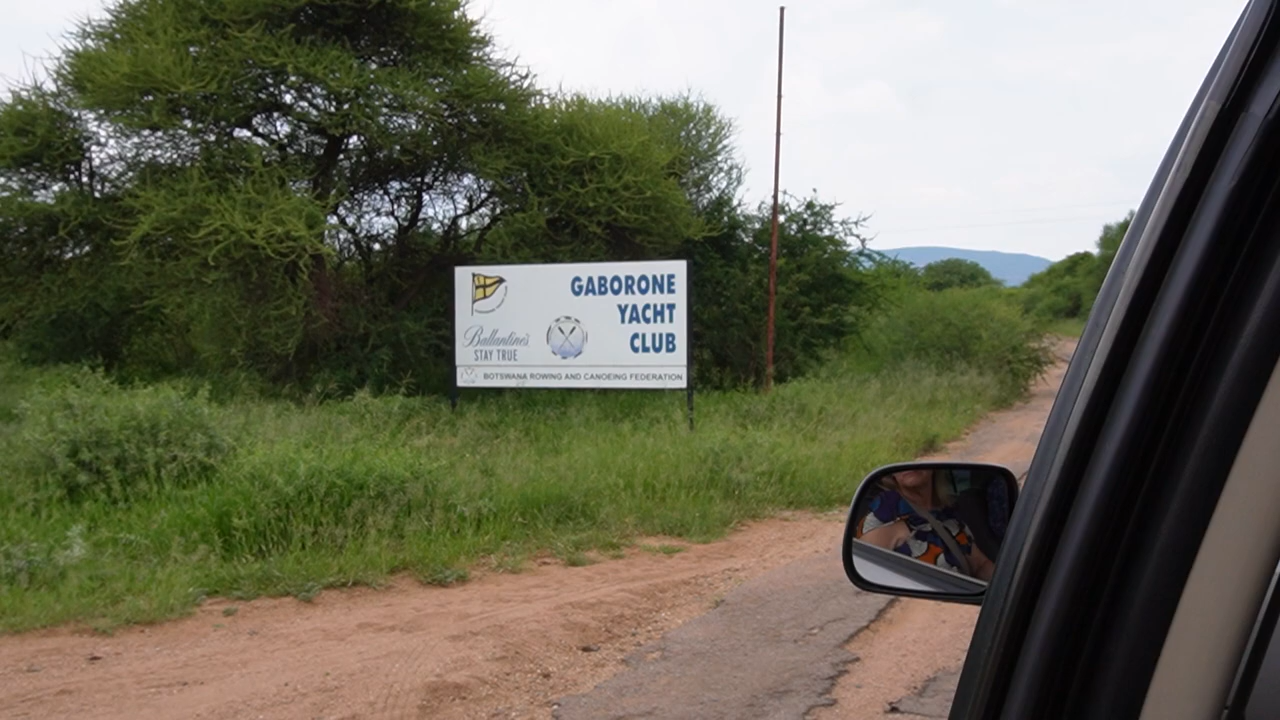 GABORONE
YACHT
CLUB
Ballantine's
STAY TRUE
BOTSWANA ROWING AND CANOEING FEDERATION